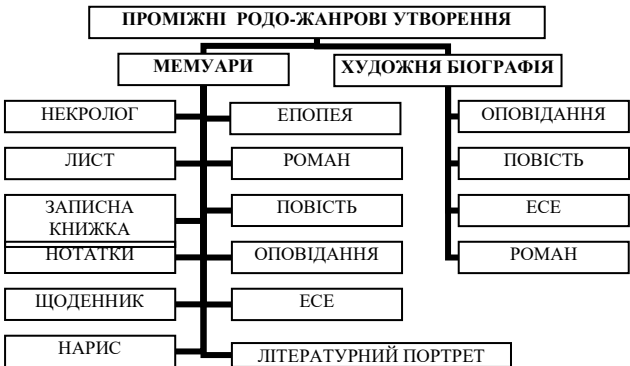 ПРОМІЖНІ РОДО-ЖАНРОВІ УТВОРЕННЯ
МЕМУАРИ
ХУДОЖНЯ БІОГРАФІЯ
НЕКРОЛОГ
ЕПОПЕЯ
ОПОВІДАННЯ
ЛИСТ
РОМАН
ПОВІСТЬ
ЗАПИСНА
КНИЖКА
ПОВІСТЬ
ЕСЕ
НОТАТКИ
ОПОВІДАННЯ
РОМАН
ЩОДЕННИК
ЕСЕ
НАРИС
ЛІТЕРАТУРНИЙ ПОРТРЕТ